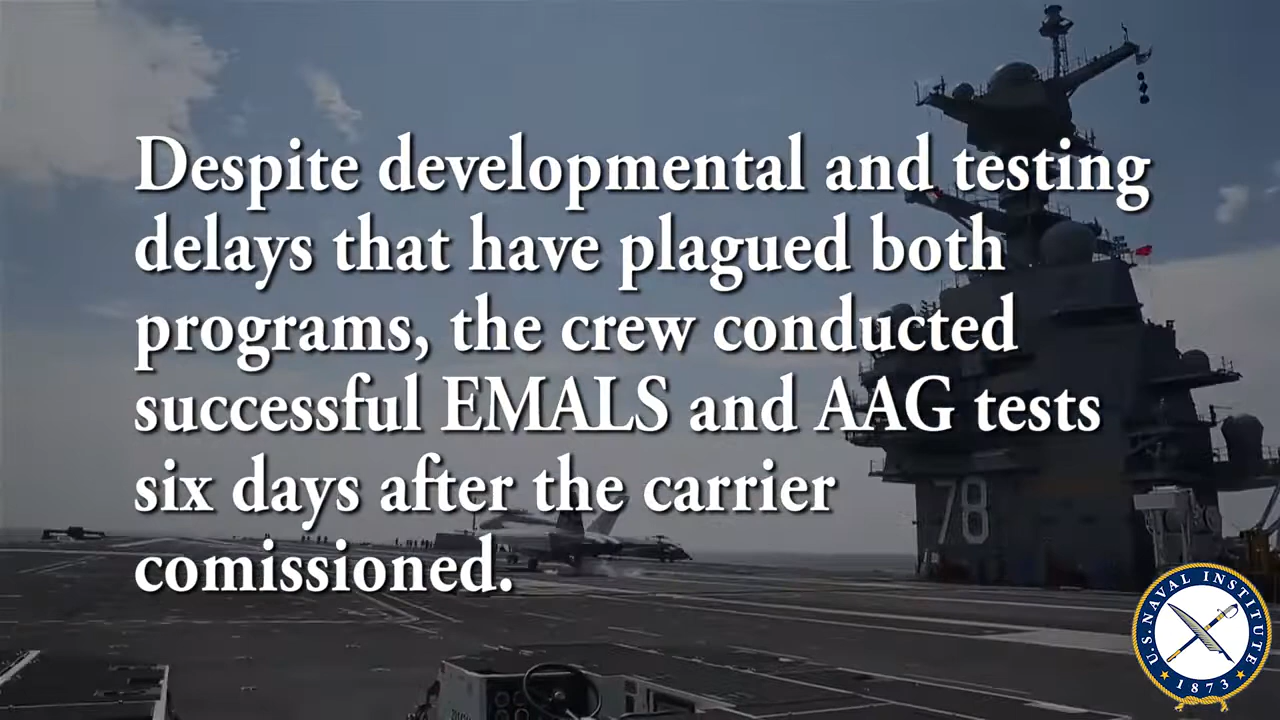 Despite developmental and testing
delays that have plagued both
programs, the crew conducted
successful EMALS and AAG tests
six days after the carrier
comissioned.
78
U.S. NAVAL INSTITUTE
1873